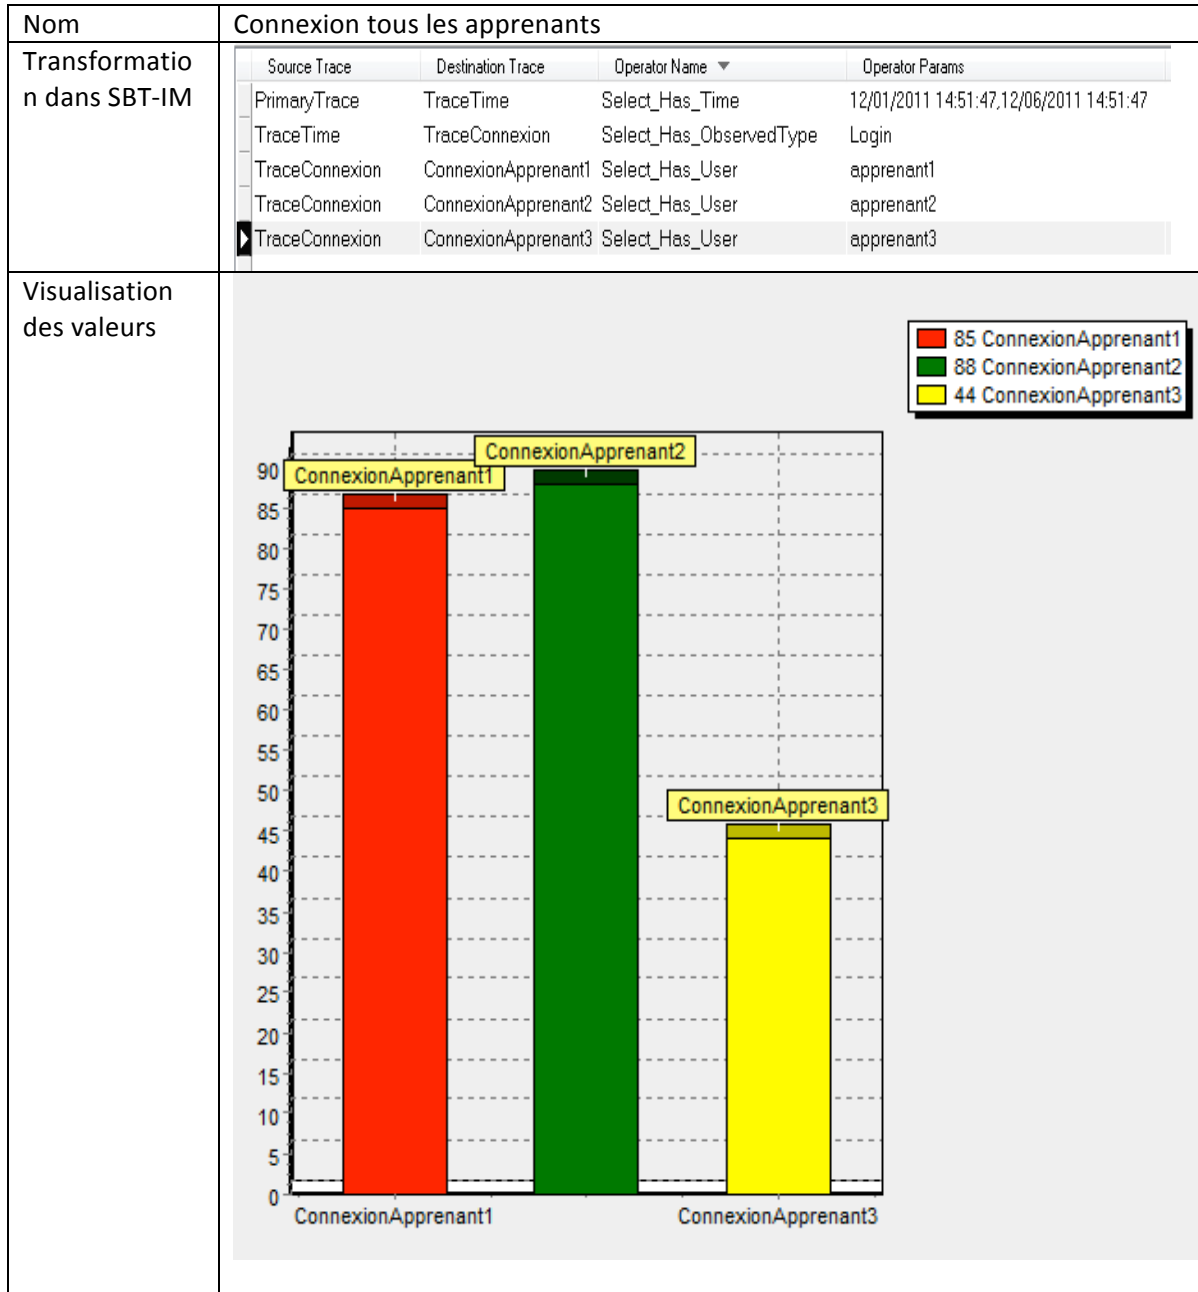 Nom
Connexion tous les apprenants
Transformatio
n dans SBT-IM
Source Trace Destination Trace Operator Name Operator Params
PrimaryTrace TraceTime Select_Has_Time 12/01/2011 14:51:47,12/06/2011 14:51:47
TraceTime TraceConnexion Select_Has_ObservedType Login
TraceConnexion ConnexionApprenant1 Select_Has_User apprenant1
TraceConnexion ConnexionApprenant2 Select_Has_User apprenant2
TraceConnexion ConnexionApprenant3 Select_Has_User apprenant3
Visualisation
des valeurs
85 ConnexionApprenant1
88 ConnexionApprenant2
44 ConnexionApprenant3
ConnexionApprenant2
ConnexionApprenant1
ConnexionApprenant3
90
85
80
75
70
65
60
55
50
45
40
35
30
25
20
15
10
5
0
ConnexionApprenant1 ConnexionApprenant3